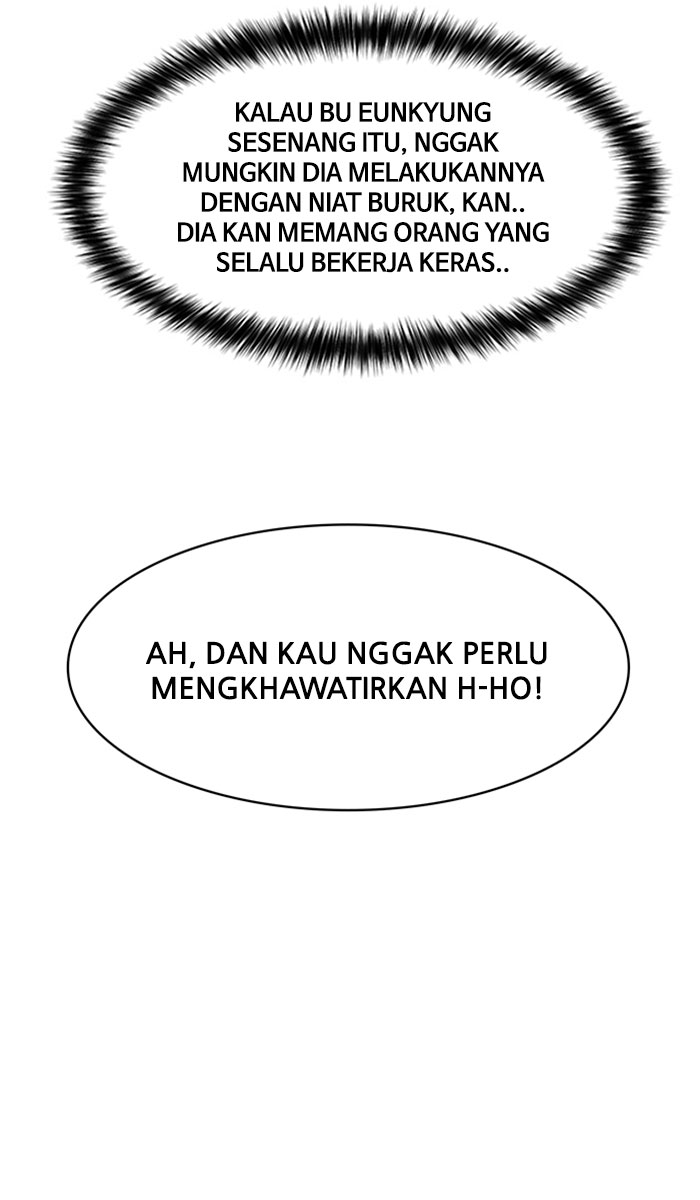 KALAU BU EUNKYUNG
SESENANG ITU, NGGAK
MUNGKIN DIA MELAKUKANNYA
DENGAN NIAT BURUK, KAN..
DIA KAN MEMANG ORANG YANG
SELALU BEKERJA KERAS..
AH, DAN KAU NGGAK PERLU
MENGKHAWATIRKAN H-HO!